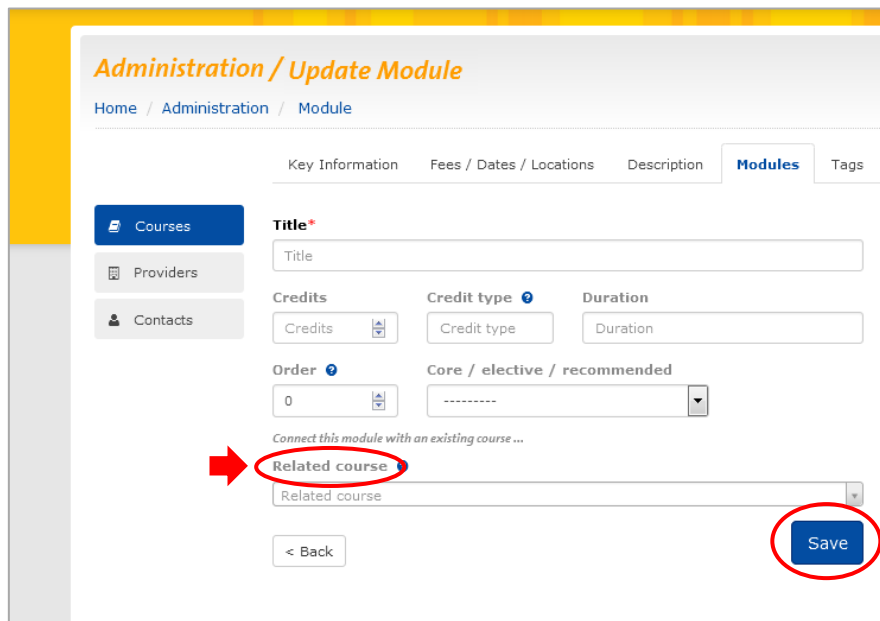 Administration / Update Module
Home / Administration / Module
Key Information Fees / Dates / Locations Description Modules Tags
Courses
Providers
Contacts
Title*
Title
Credits Credit type ? Duration
Credits Credit type Duration
Order ? Core / elective / recommended
0 ---------
Connect this module with an existing course ...
Related course ?
Related course
< Back
Save